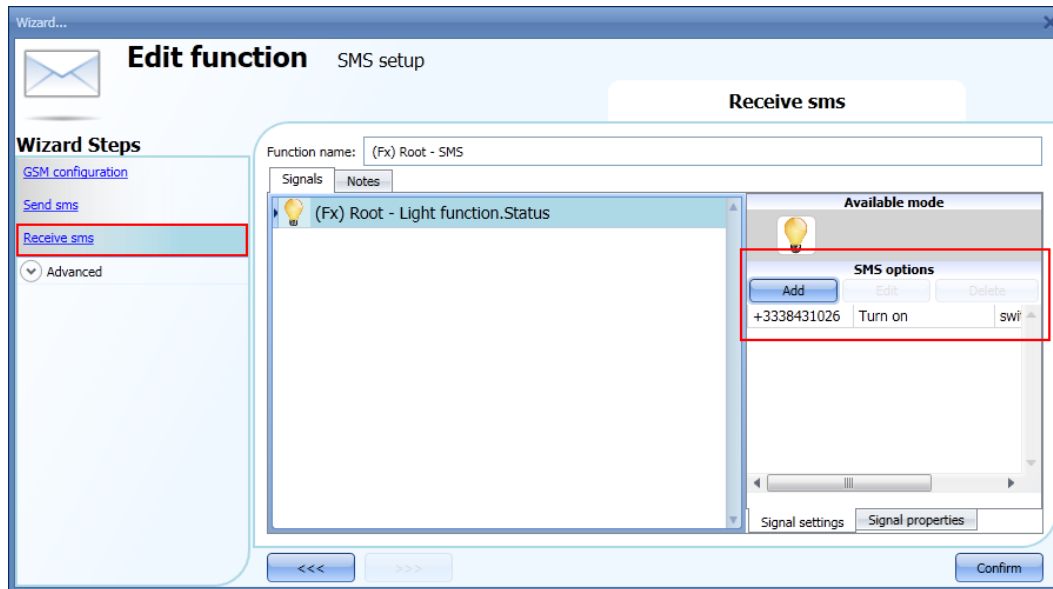 Wizard...
Edit function SMS setup
Receive sms
Wizard Steps
GSM configuration
Send sms
Receive sms
Advanced
Function name: (Fx) Root - SMS
Signals Notes
(Fx) Root - Light function.Status
Available mode
SMS options
Add Edit Delete
+3338431026 Turn on
Signal settings Signal properties
<<< >>> Confirm